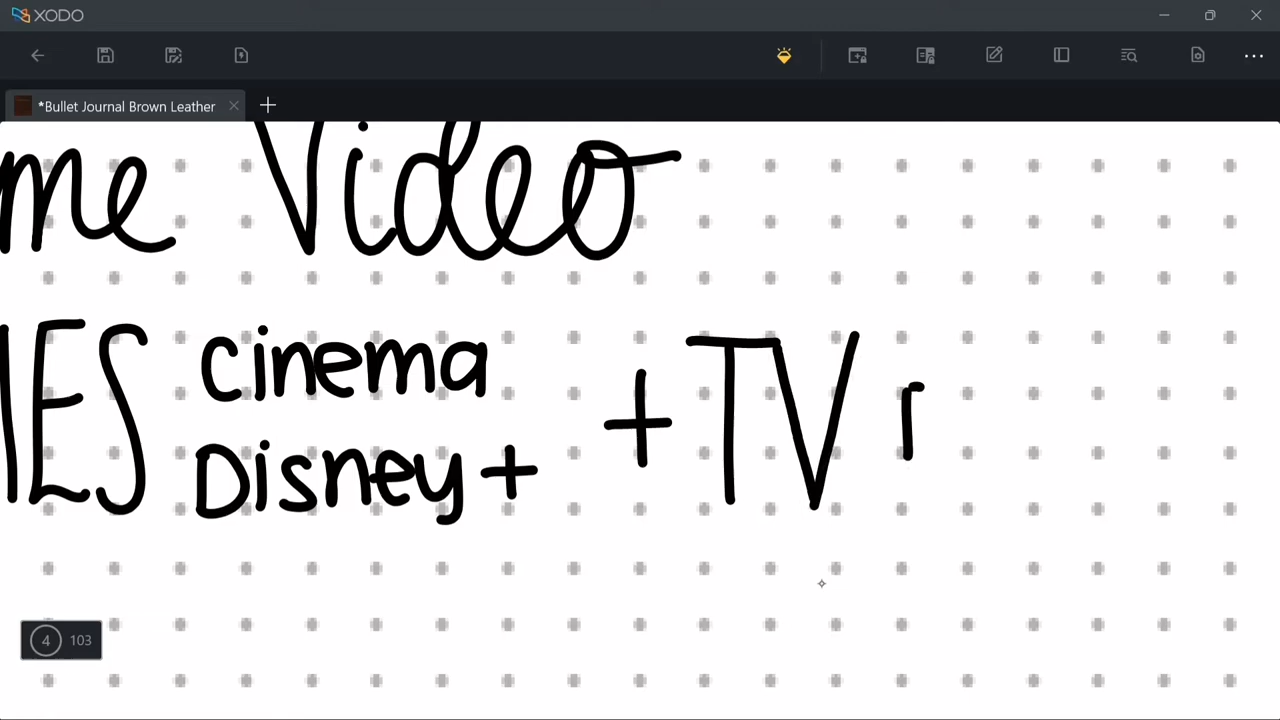 XODO
*Bullet Journal Brown Leather
me Video
IES cinema + TV
Disney+
4 103